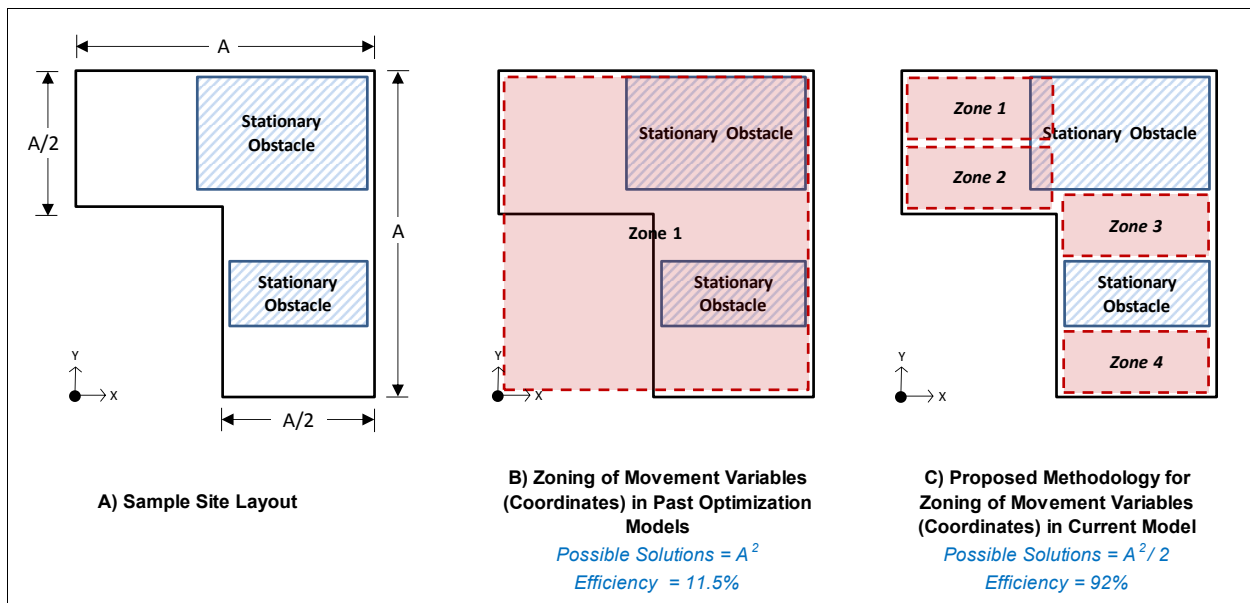 A
A/2
Stationary
Obstacle
A
Stationary
Obstacle
Y
X
A/2
A) Sample Site Layout
Stationary Obstacle
Zone 1
Stationary
Obstacle
Y
X
B) Zoning of Movement Variables
(Coordinates) in Past Optimization
Models
Possible Solutions = A²
Efficiency = 11.5%
Zone 1
Stationary Obstacle
Zone 2
Zone 3
Stationary
Obstacle
Zone 4
Y
X
C) Proposed Methodology for
Zoning of Movement Variables
(Coordinates) in Current Model
Possible Solutions = A²/ 2
Efficiency = 92%